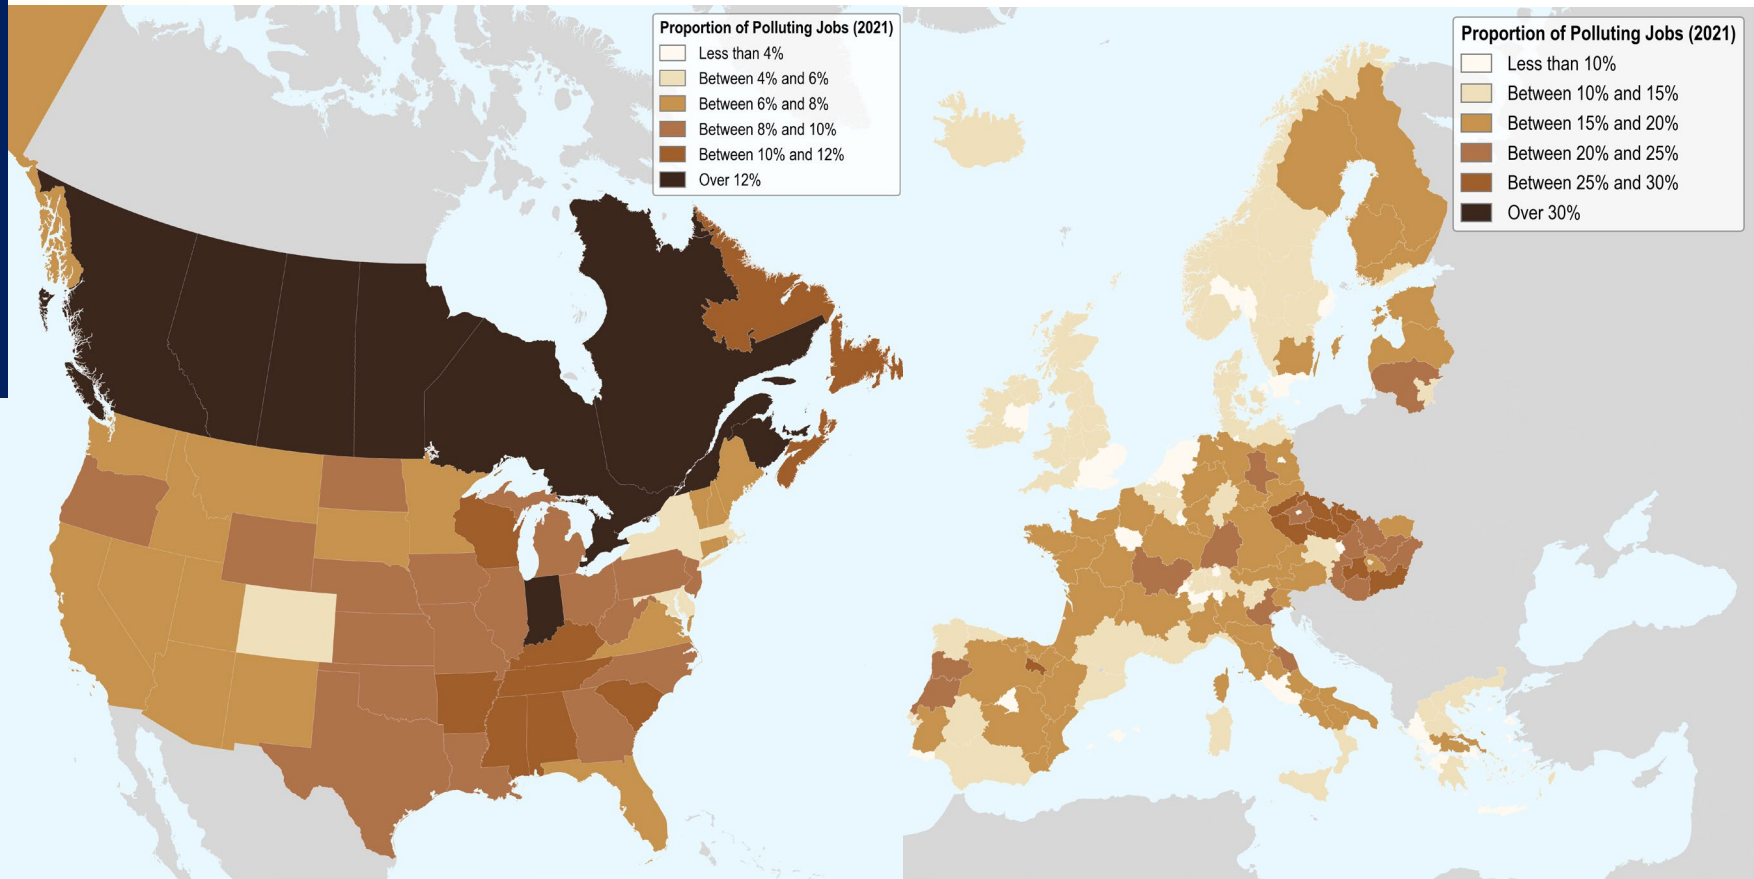 Proportion of Polluting Jobs (2021)
Less than 4%
Between 4% and 6%
Between 6% and 8%
Between 8% and 10%
Between 10% and 12%
Over 12%
Proportion of Polluting Jobs (2021)
Less than 10%
Between 10% and 15%
Between 15% and 20%
Between 20% and 25%
Between 25% and 30%
Over 30%